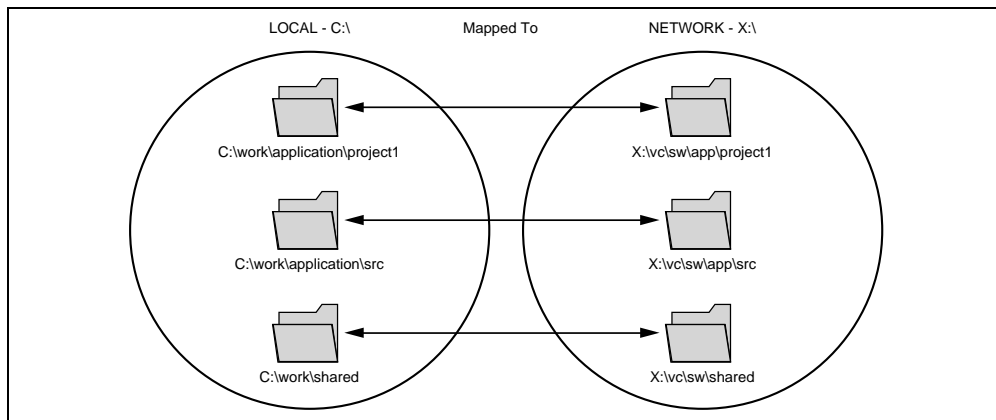 LOCAL - C:\ Mapped To NETWORK - X:\
C:\work\application\project1 X:\vc\sw\app\project1
C:\work\application\src X:\vc\sw\app\src
C:\work\shared X:\vc\sw\shared